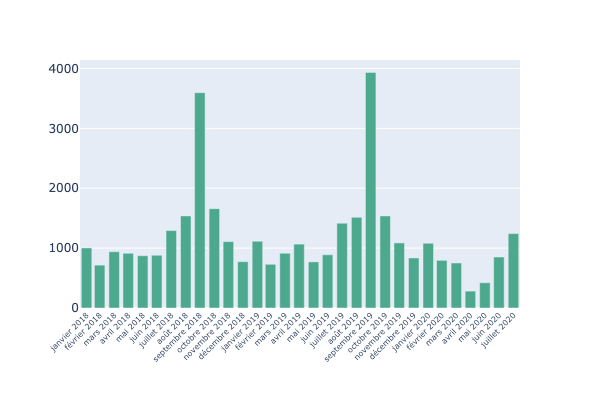 4000
3000
2000
1000
0
janvier 2018
février 2018
mars 2018
avril 2018
mai 2018
juin 2018
juillet 2018
août 2018
septembre 2018
octobre 2018
novembre 2018
décembre 2018
janvier 2019
février 2019
mars 2019
avril 2019
mai 2019
juin 2019
juillet 2019
août 2019
septembre 2019
octobre 2019
novembre 2019
décembre 2019
janvier 2020
février 2020
mars 2020
avril 2020
mai 2020
juin 2020
juillet 2020